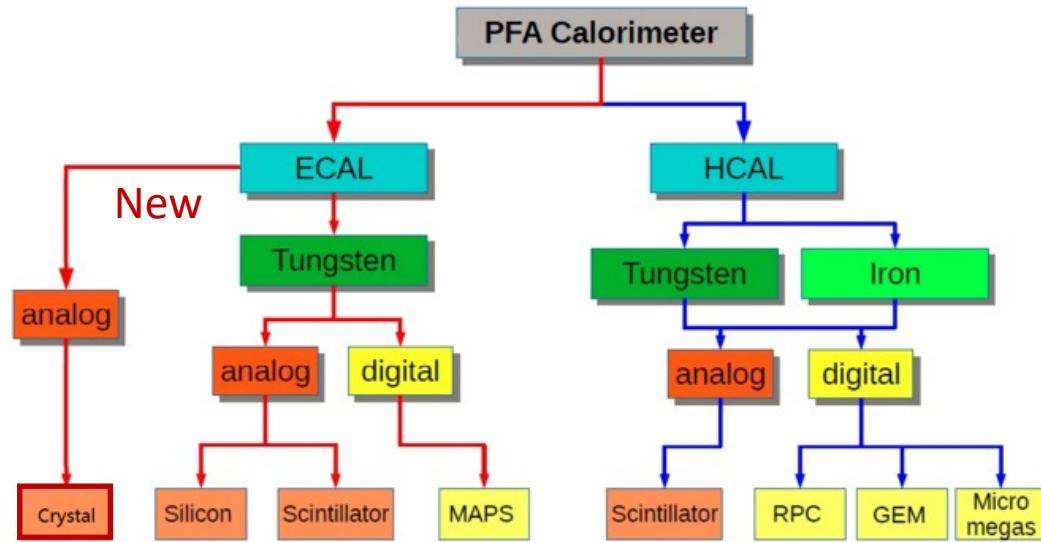 PFA Calorimeter
ECAL
HCAL
New
Tungsten
Tungsten
Iron
analog
analog
digital
analog
digital
Crystal
Silicon
Scintillator
MAPS
Scintillator
RPC
GEM
Micro
megas